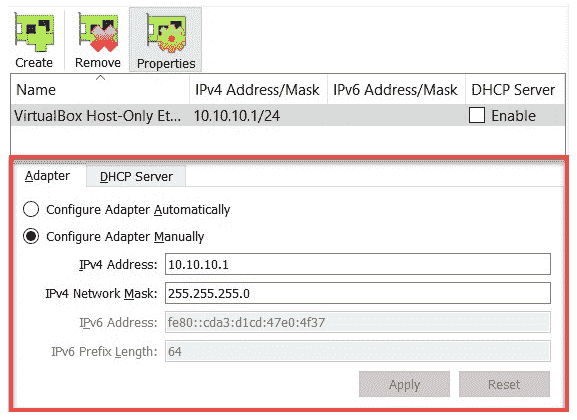 Create Remove Properties
Name IPv4 Address/Mask IPv6 Address/Mask DHCP Server
VirtualBox Host-Only Et... 10.10.10.1/24 Enable
Adapter DHCP Server
Configure Adapter Automatically
Configure Adapter Manually
IPv4 Address: 10.10.10.1
IPv4 Network Mask: 255.255.255.0
IPv6 Address: fe80::cda3:d1cd:47e0:4f37
IPv6 Prefix Length: 64
Apply Reset